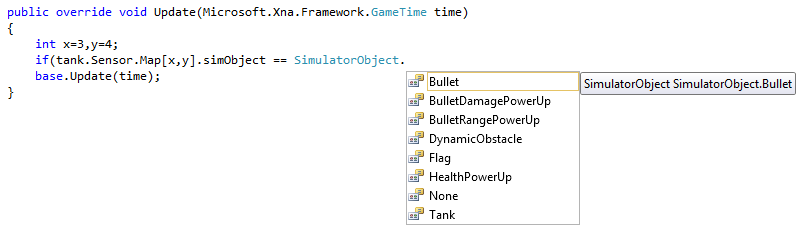 public override void Update(Microsoft.Xna.Framework.GameTime time)
{
int x=3,y=4;
if(tank.Sensor.Map[x,y].simObject == SimulatorObject.
base.Update(time);
}
Bullet
SimulatorObject SimulatorObject.Bullet
BulletDamagePowerUp
BulletRangePowerUp
DynamicObstacle
Flag
HealthPowerUp
None
Tank